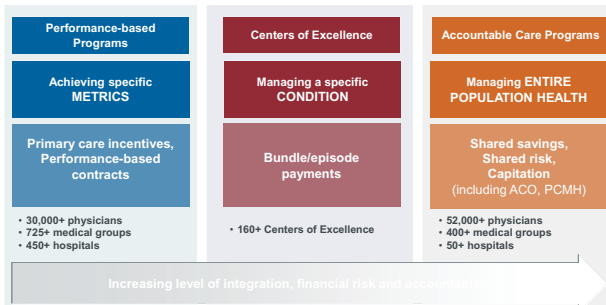 Performance-based
Programs
Achieving specific
METRICS
Primary care incentives,
Performance-based
contracts
• 30,000+ physicians
• 725+ medical groups
• 450+ hospitals
Centers of Excellence
Managing a specific
CONDITION
Bundle/episode
payments
• 160+ Centers of Excellence
Accountable Care Programs
Managing ENTIRE
POPULATION HEALTH
Shared savings,
Shared risk,
Capitation
(including ACO, PCMH)
• 52,000+ physicians
• 400+ medical groups
• 50+ hospitals
Increasing level of integration, financial risk and